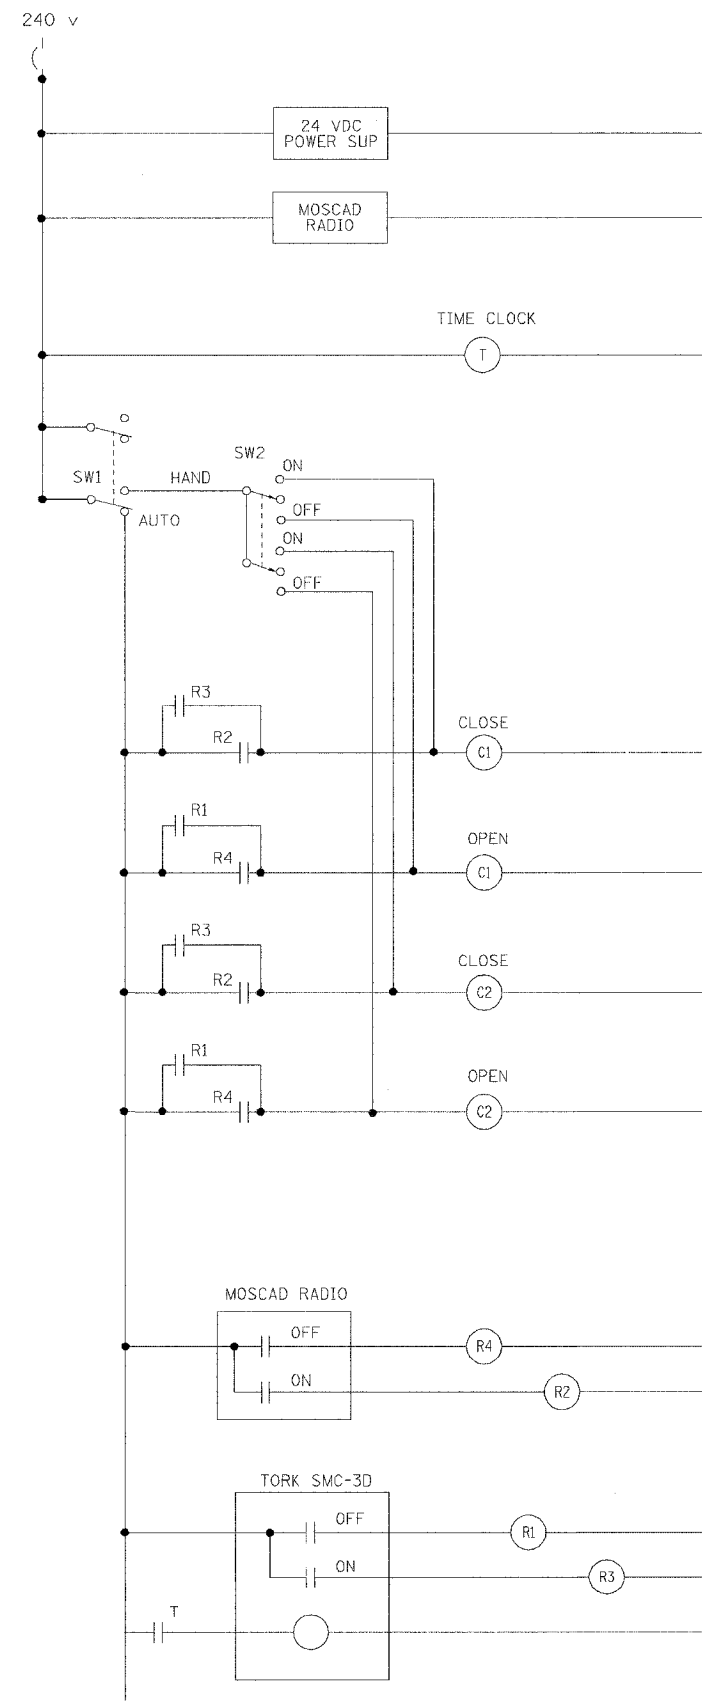 240 v
24 VDC
POWER SUP
MOSCAD
RADIO
TIME CLOCK
T
SW2
ON
SW1
HAND
OFF
AUTO
ON
OFF
R3
CLOSE
R2
C1
R1
OPEN
R4
C1
R3
CLOSE
R2
C2
R1
OPEN
R4
C2
MOSCAD RADIO
OFF
R4
ON
R2
TORK SMC-3D
OFF
R1
ON
R3
T